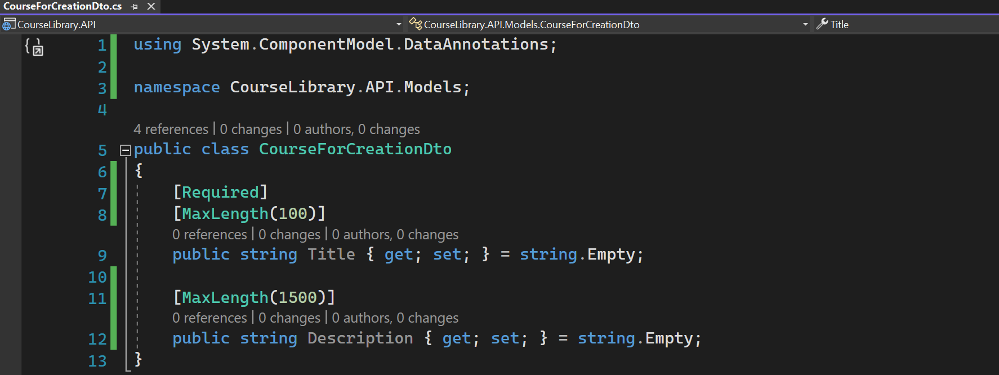 CourseForCreationDto.cs
CourseLibrary.API CourseLibrary.API.Models.CourseForCreationDto Title
1 using System.ComponentModel.DataAnnotations;
2
3 namespace CourseLibrary.API.Models;
4
4 references | 0 changes | 0 authors, 0 changes
5 public class CourseForCreationDto
6 {
7 [Required]
8 [MaxLength(100)]
0 references | 0 changes | 0 authors, 0 changes
9 public string Title { get; set; } = string.Empty;
10
11 [MaxLength(1500)]
0 references | 0 changes | 0 authors, 0 changes
12 public string Description { get; set; } = string.Empty;
13 }